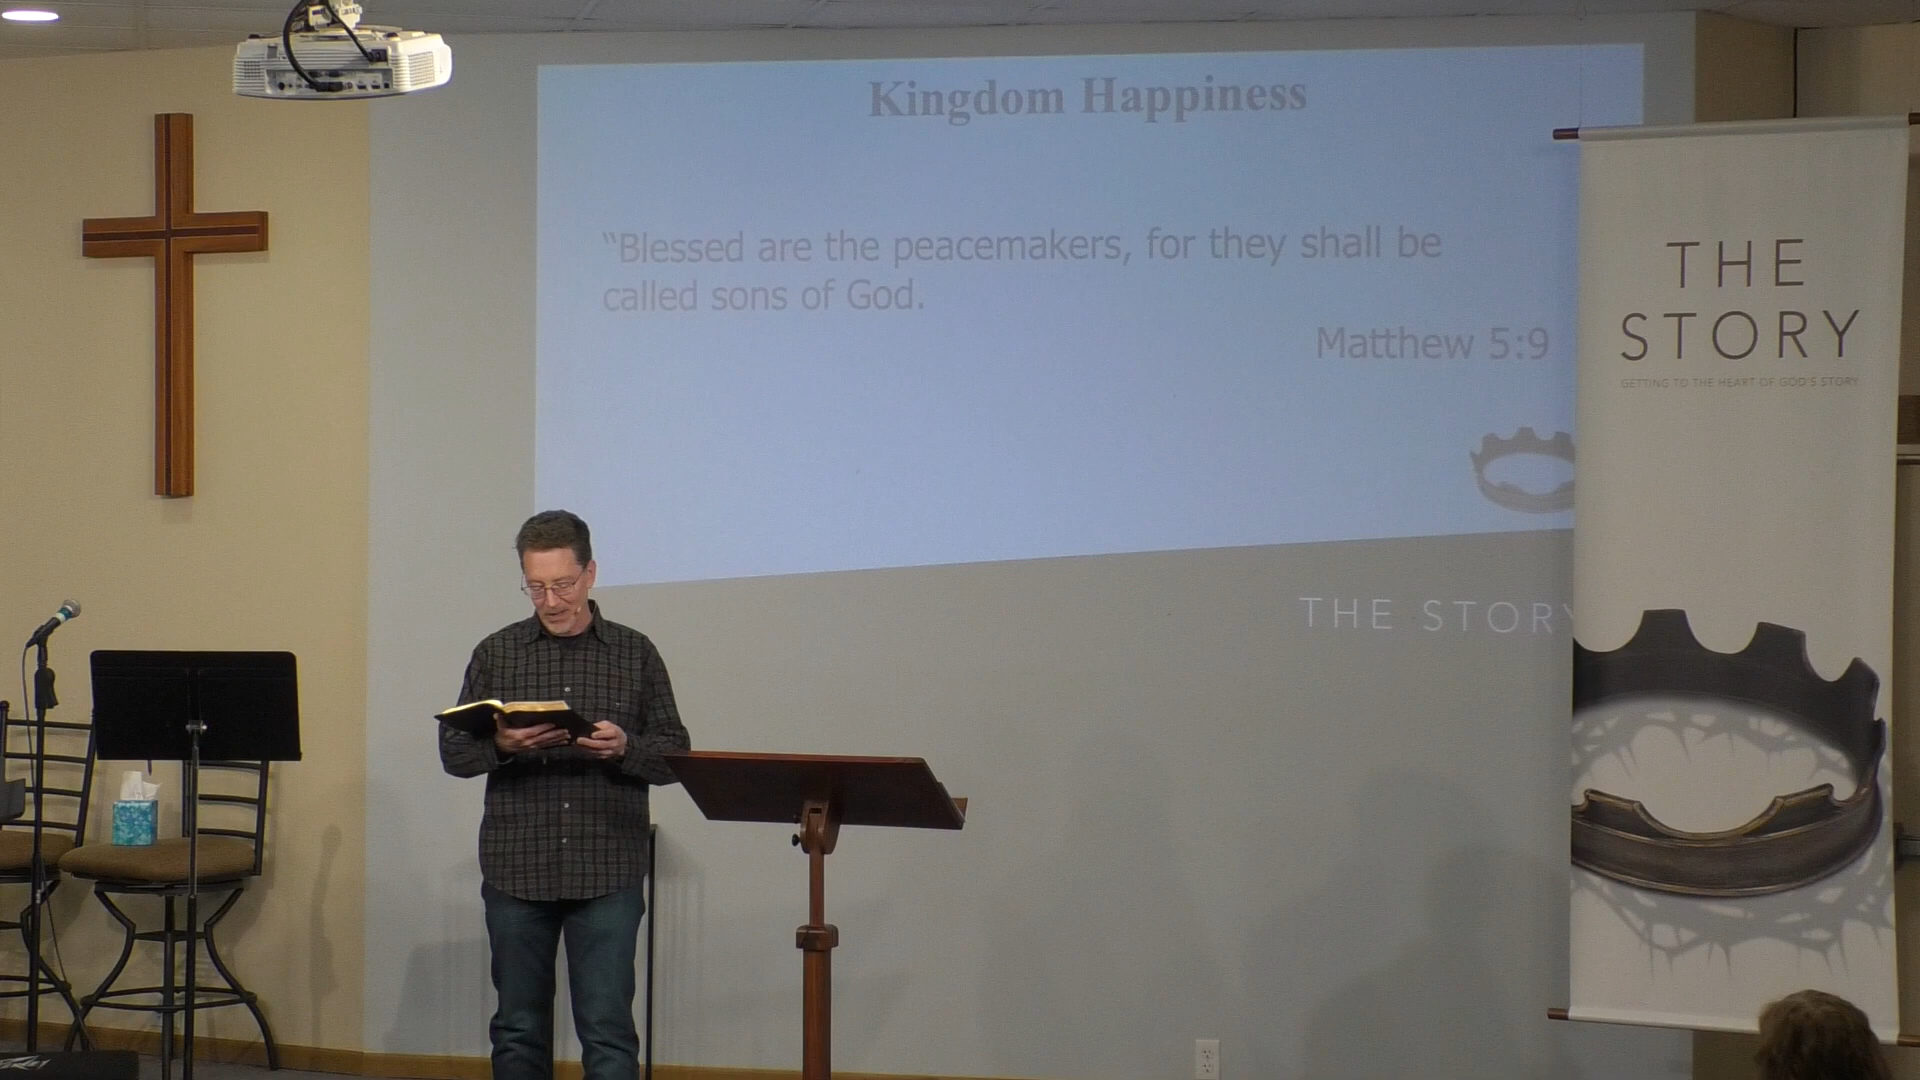 Kingdom Happiness
“Blessed are the peacemakers, for they shall be
called sons of God.
Matthew 5:9
THE STORY
THE
STORY
GETTING TO THE HEART OF GOD'S STORY